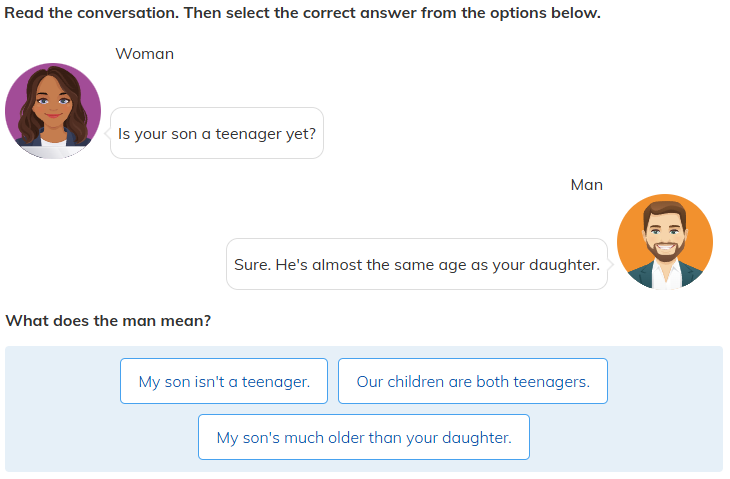 Read the conversation. Then select the correct answer from the options below.
Woman
Is your son a teenager yet?
Man
Sure. He's almost the same age as your daughter.
What does the man mean?
My son isn't a teenager.
Our children are both teenagers.
My son's much older than your daughter.